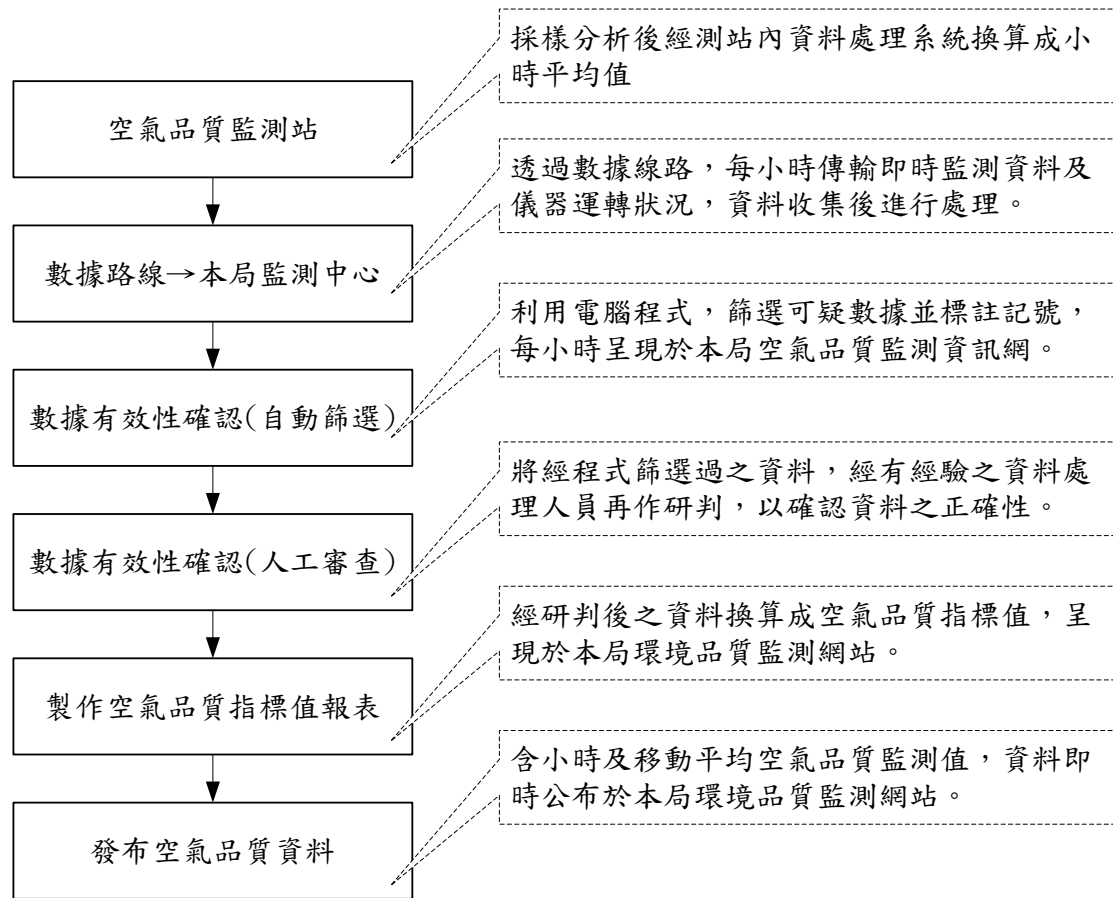 採樣分析後經測站內資料處理系統換算成小
時平均值
空氣品質監測站
透過數據線路，每小時傳輸即時監測資料及
儀器運轉狀況，資料收集後進行處理。
數據路線→本局監測中心
利用電腦程式，篩選可疑數據並標註記號，
每小時呈現於本局空氣品質監測資訊網。
數據有效性確認(自動篩選)
將經程式篩選過之資料，經有經驗之資料處
理人員再作研判，以確認資料之正確性。
數據有效性確認(人工審查)
經研判後之資料換算成空氣品質指標值，呈
現於本局環境品質監測網站。
製作空氣品質指標值報表
含小時及移動平均空氣品質監測值，資料即
時公布於本局環境品質監測網站。
發布空氣品質資料